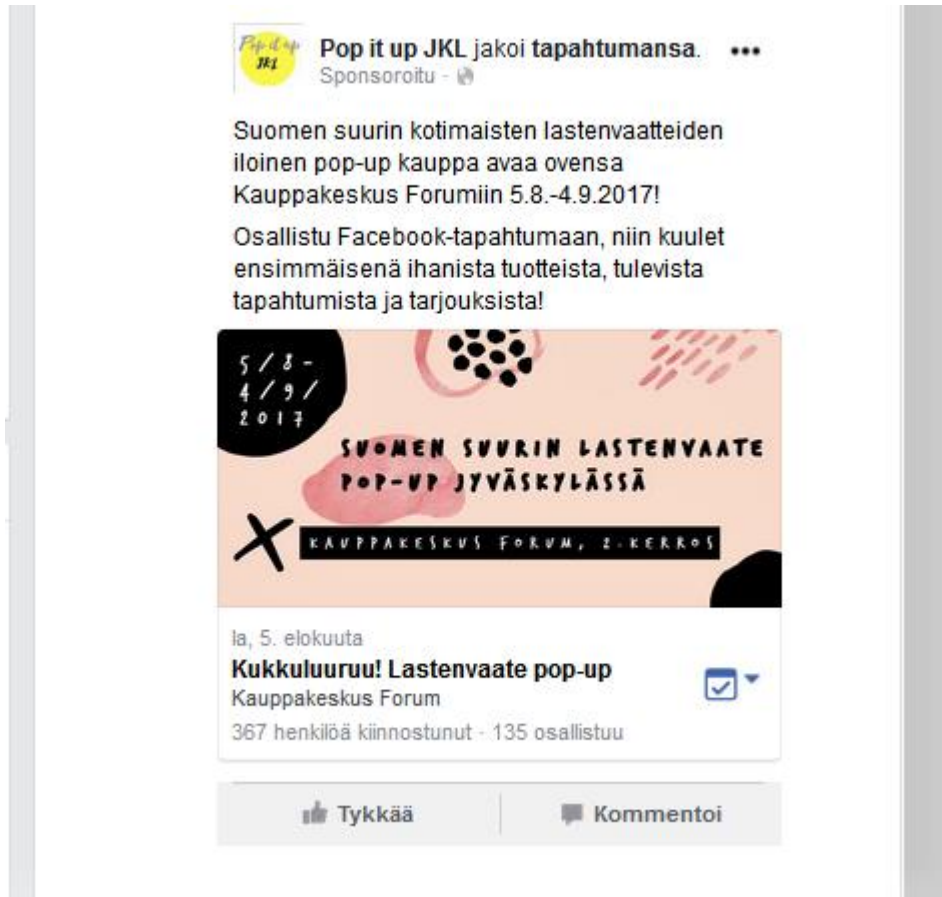 Pop it up
JKL
Pop it up JKL jakoi tapahtumansa.
Sponsoroitu ·
Suomen suurin kotimaisten lastenvaatteiden
iloinen pop-up kauppa avaa ovensa
Kauppakeskus Forumiin 5.8.-4.9.2017!
Osallistu Facebook-tapahtumaan, niin kuulet
ensimmäisenä ihanista tuotteista, tulevista
tapahtumista ja tarjouksista!
5/8-
4/9/
2017
SUOMEN SUURIN LASTENVAATE
POP-UP JYVÄSKYLÄSSÄ
KAUPPAKESKUS FORUM, 2.KERROS
la, 5. elokuuta
Kukkuluuruu! Lastenvaate pop-up
Kauppakeskus Forum
367 henkilöä kiinnostunut · 135 osallistuu
Tykkää Kommentoi